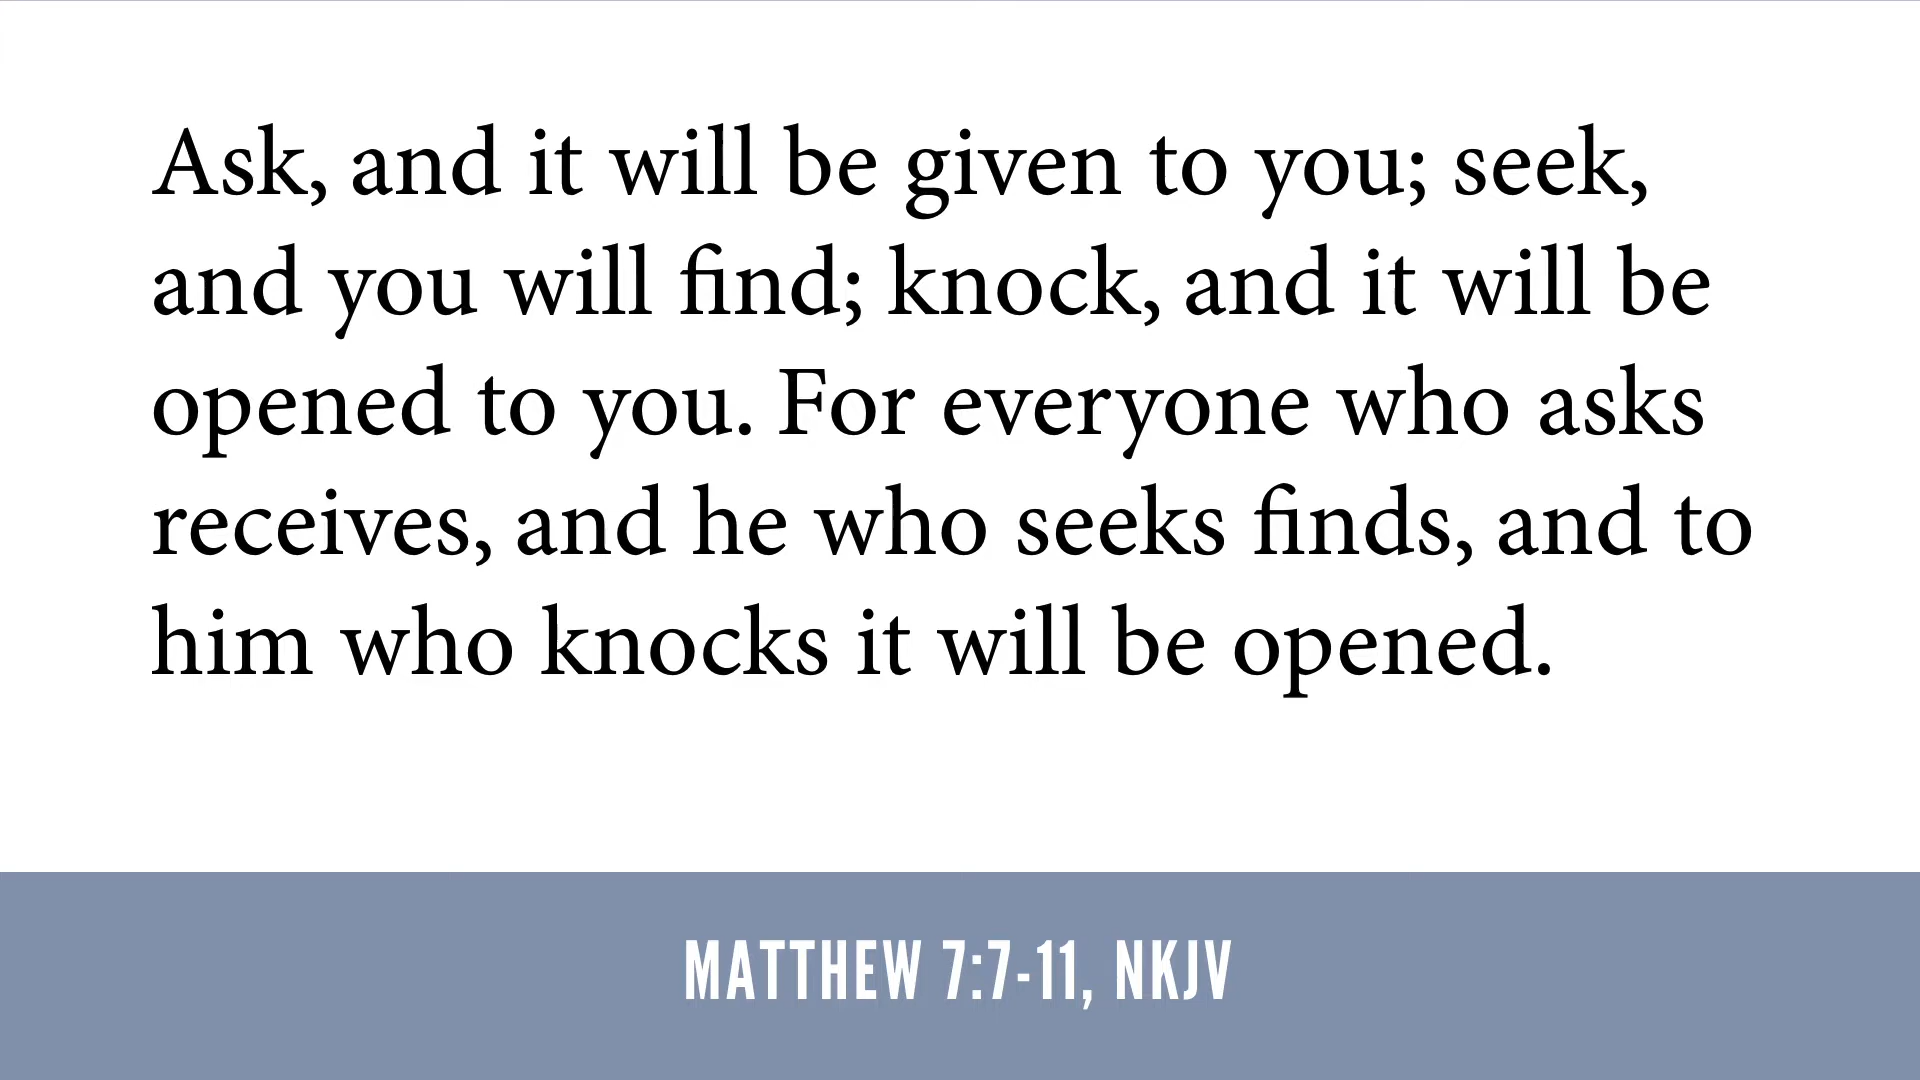 Ask, and it will be given to you; seek,
and you will find; knock, and it will be
opened to you. For everyone who asks
receives, and he who seeks finds, and to
him who knocks it will be opened.
MATTHEW 7:7-11, NKJV